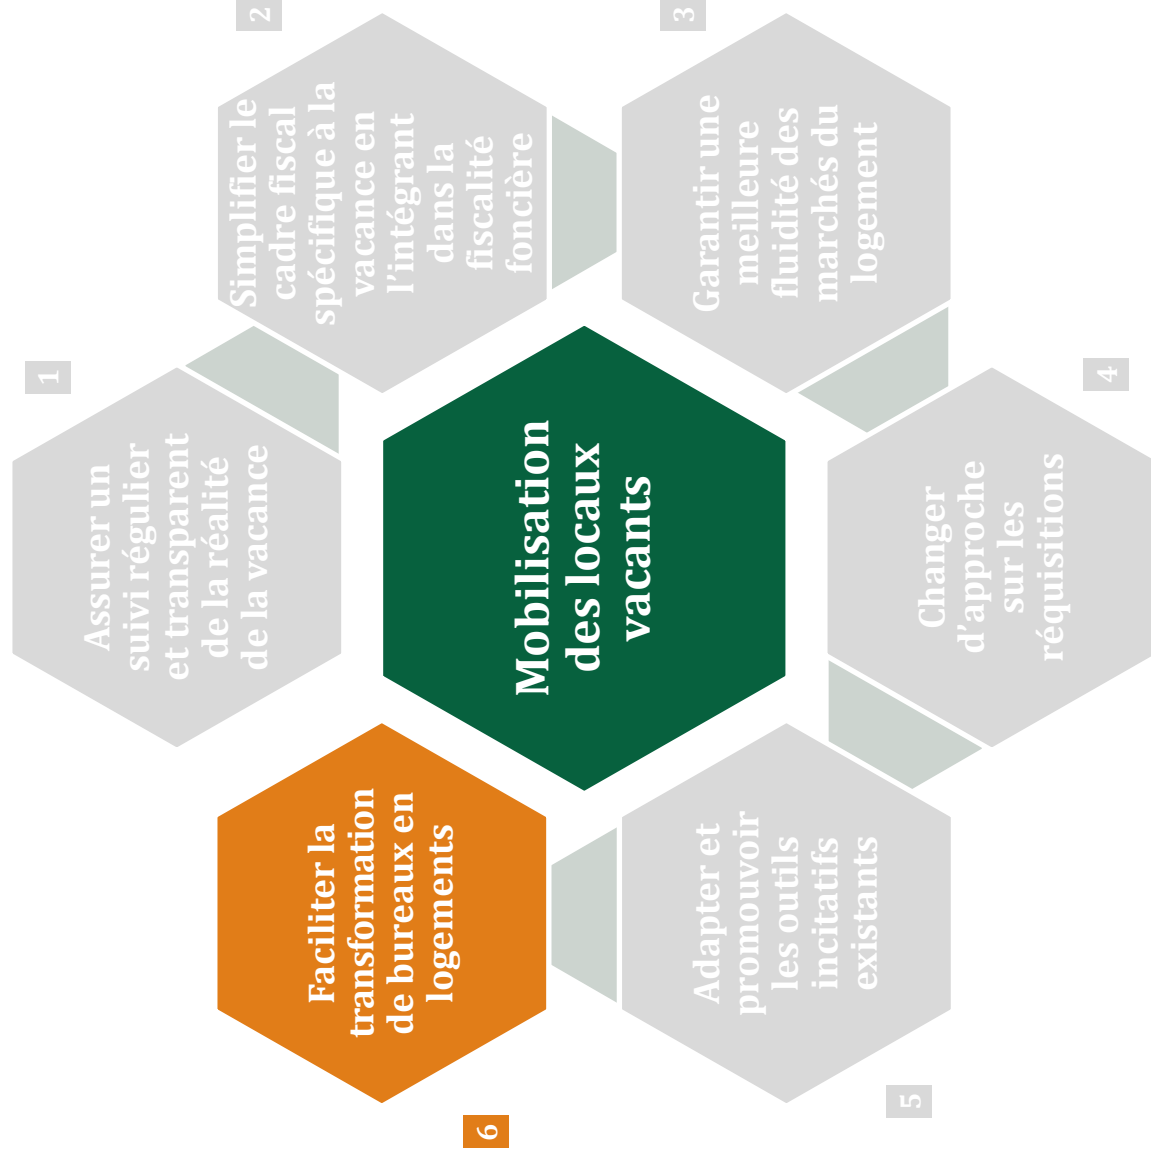 Mobilisation
des locaux
vacants
1
Assurer un
suivi régulier
et transparent
de la réalité
de la vacance
2
Simplifier le
cadre fiscal
spécifique à la
vacance en
l’intégrant
dans la
fiscalité
foncière
3
Garantir une
meilleure
fluidité des
marchés du
logement
4
Changer
d’approche
sur les
réquisitions
5
Adapter et
promouvoir
les outils
incitatifs
existants
6
Faciliter la
transformation
de bureaux en
logements